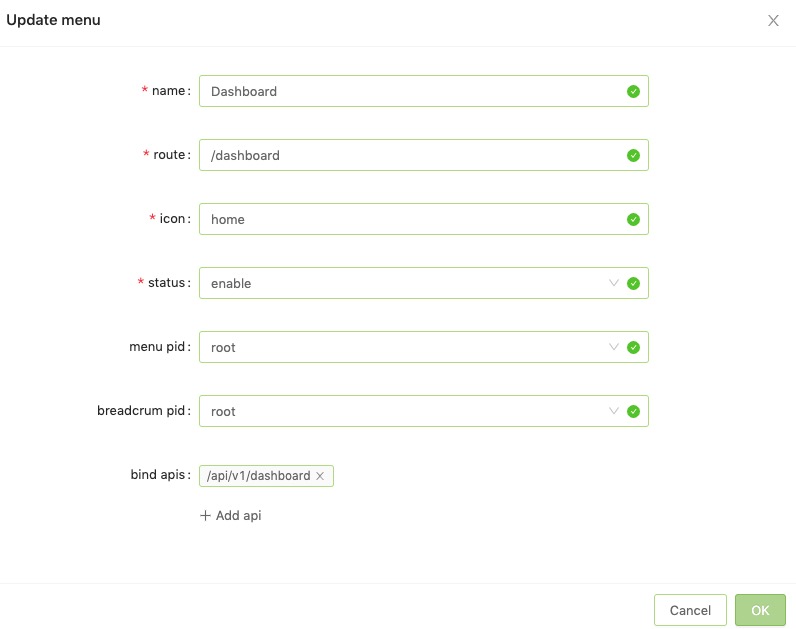 Update menu
* name: Dashboard
* route: /dashboard
* icon: home
* status: enable
menu pid: root
breadcrum pid: root
bind apis: /api/v1/dashboard
+ Add api
Cancel OK